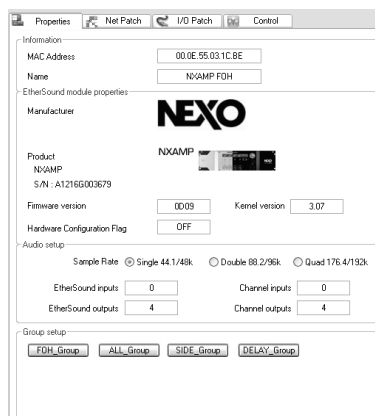 Properties Net Patch I/O Patch Control
Information
MAC Address 00.0E.55.03.1C.BE
Name NXAMP FOH
EtherSound module properties
Manufacturer NEXO
Product NXAMP
NXAMP
S/N : A1216G003679
Firmware version 0D09 Kernel version 3.07
Hardware Configuration Flag OFF
Audio setup
Sample Rate Single 44.1/48k Double 88.2/96k Quad 176.4/192k
EtherSound inputs 0 Channel inputs 0
EtherSound outputs 4 Channel outputs 4
Group setup
FOH_Group ALL_Group SIDE_Group DELAY_Group